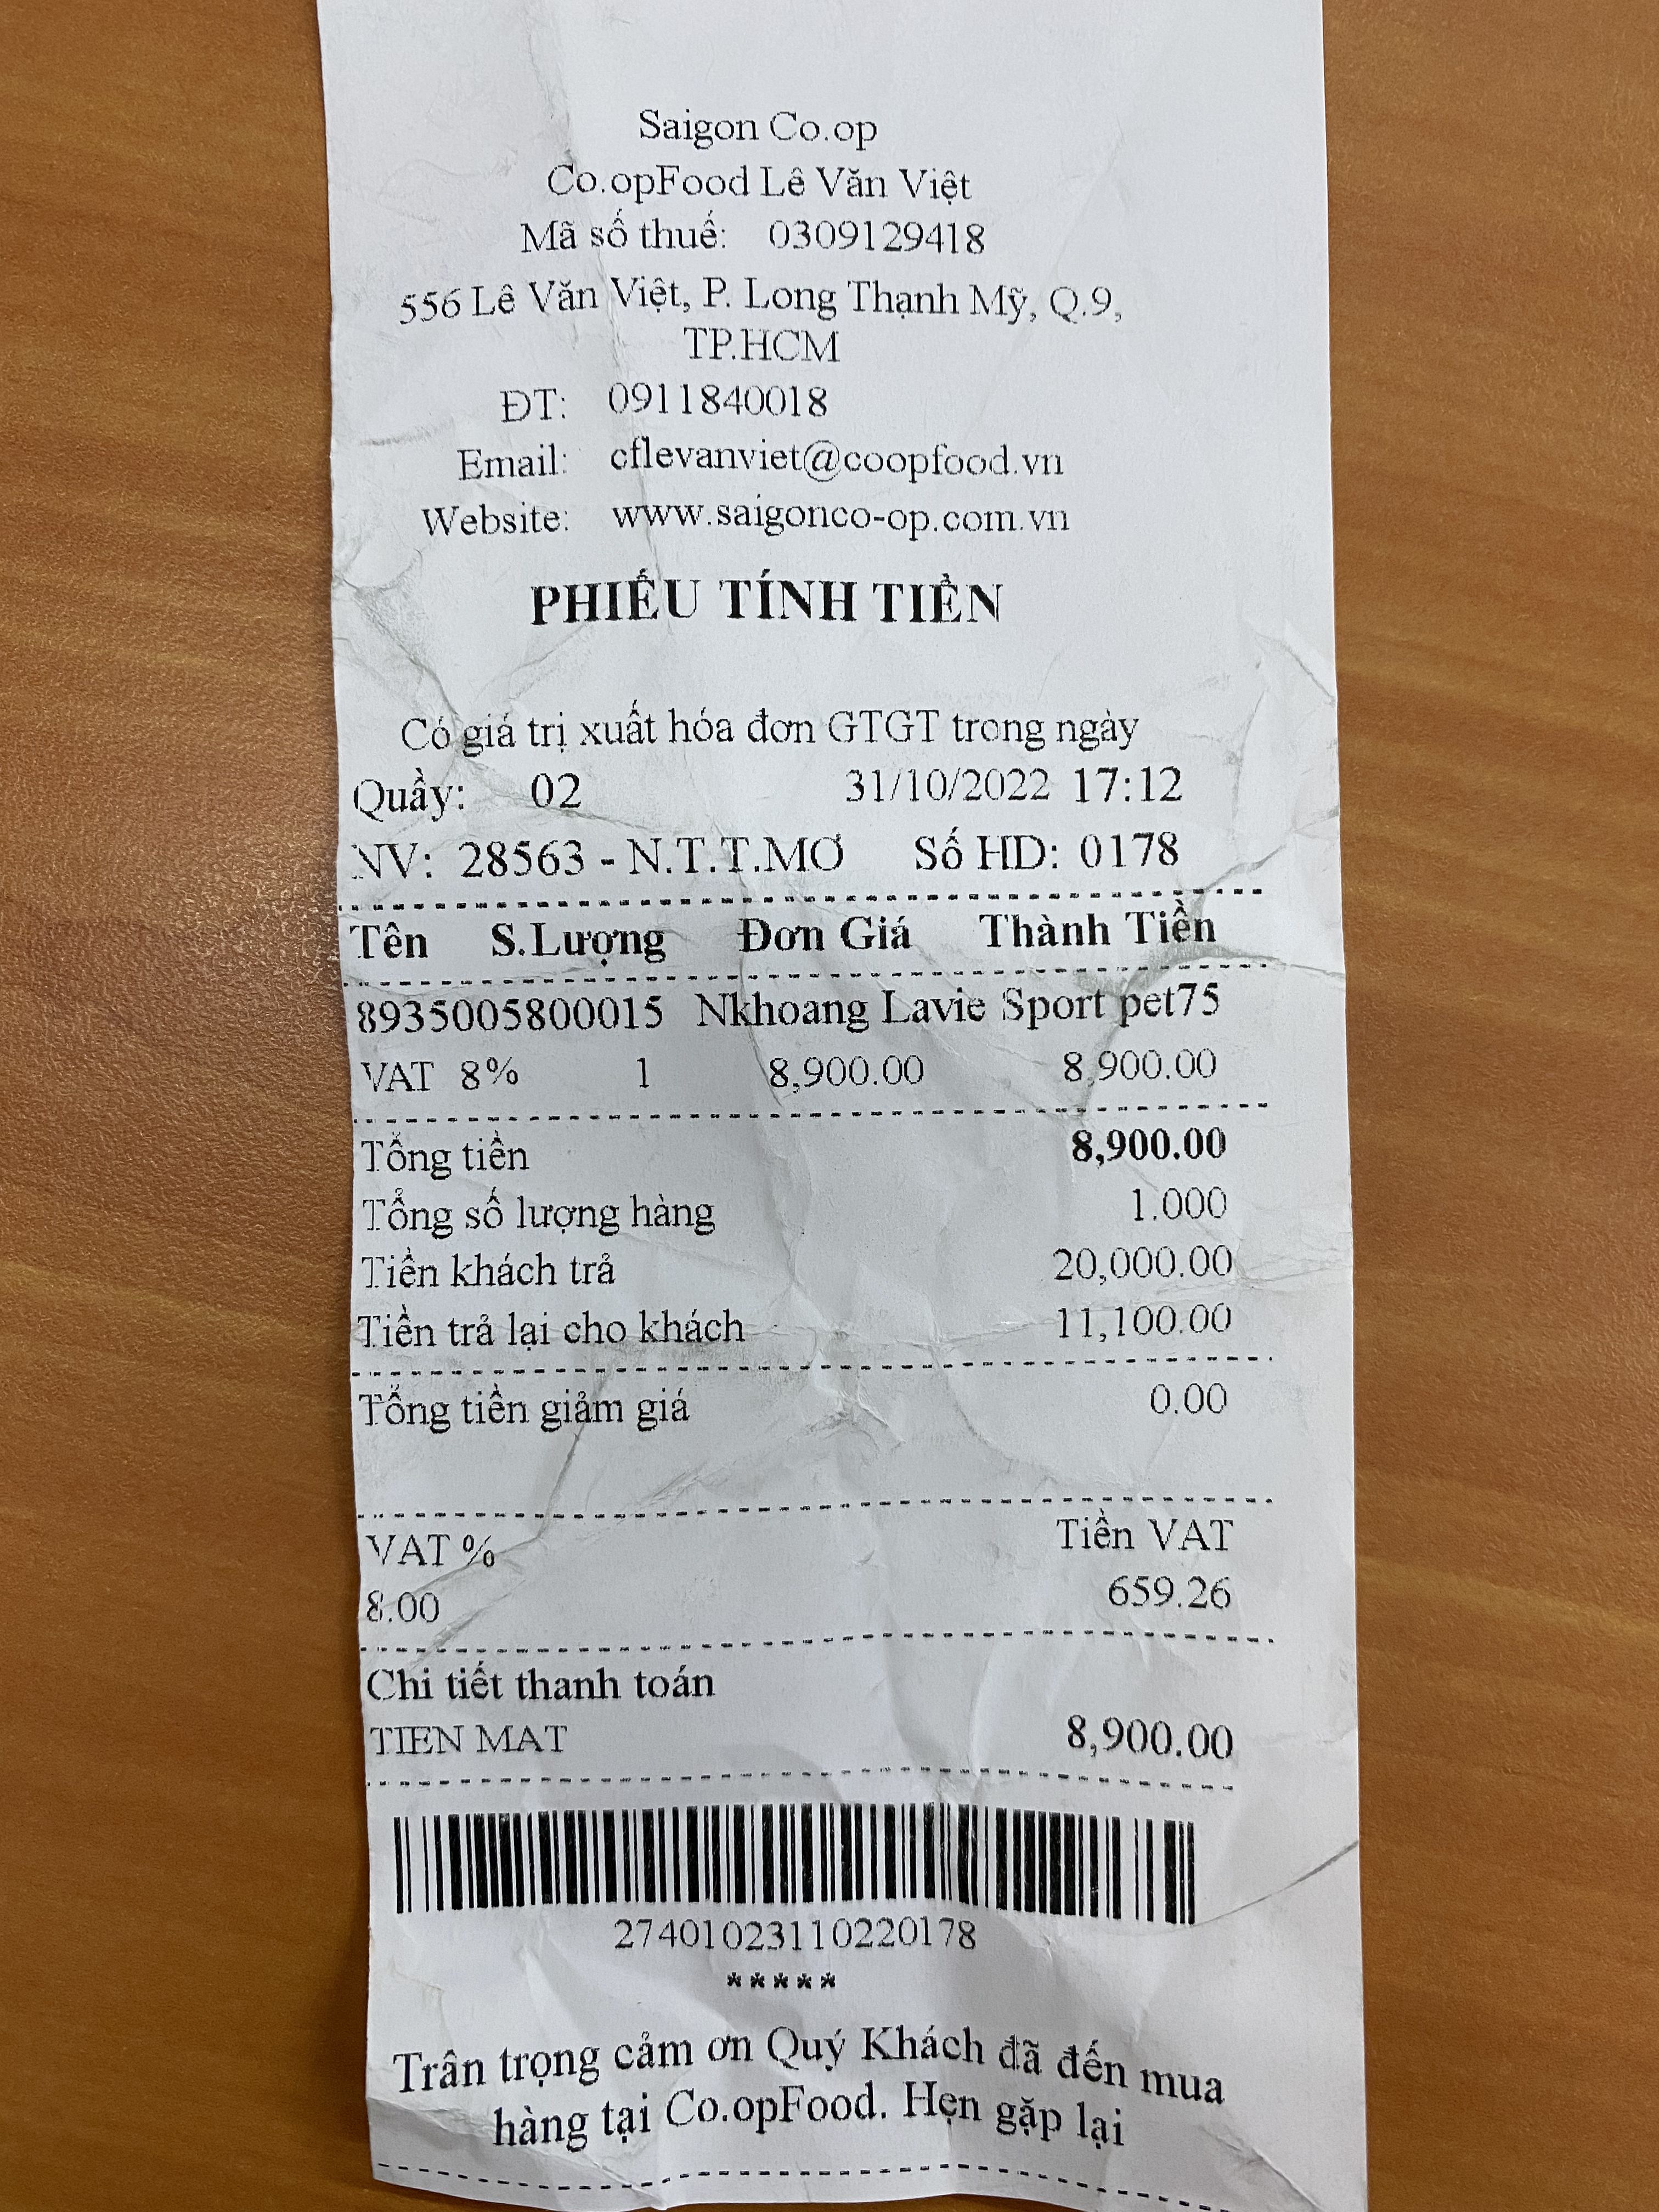 Saigon Co.op
Co.opFood Lê Văn Việt
Mã số thuế: 0309129418
556 Lê Văn Việt, P. Long Thạnh Mỹ, Q.9,
TP.HCM
ĐT: 0911840018
Email: cflevanviet@coopfood.vn
Website: www.saigonco-op.com.vn
PHIẾU TÍNH TIỀN
Có giá trị xuất hóa đơn GTGT trong ngày
Quầy: 02 31/10/2022 17:12
NV: 28563 - N.T.T.MƠ Số HD: 0178
Tên S.Lượng Đơn Giá Thành Tiền
8935005800015 Nkhoang Lavie Sport pet75
VAT 8% 1 8,900.00 8,900.00
Tổng tiền 8,900.00
Tổng số lượng hàng 1.000
Tiền khách trả 20,000.00
Tiền trả lại cho khách 11,100.00
Tổng tiền giảm giá 0.00
VAT % Tiền VAT
8.00 659.26
Chi tiết thanh toán
TIEN MAT 8,900.00
27401023110220178
*****
Trân trọng cảm ơn Quý Khách đã đến mua
hàng tại Co.opFood. Hẹn gặp lại